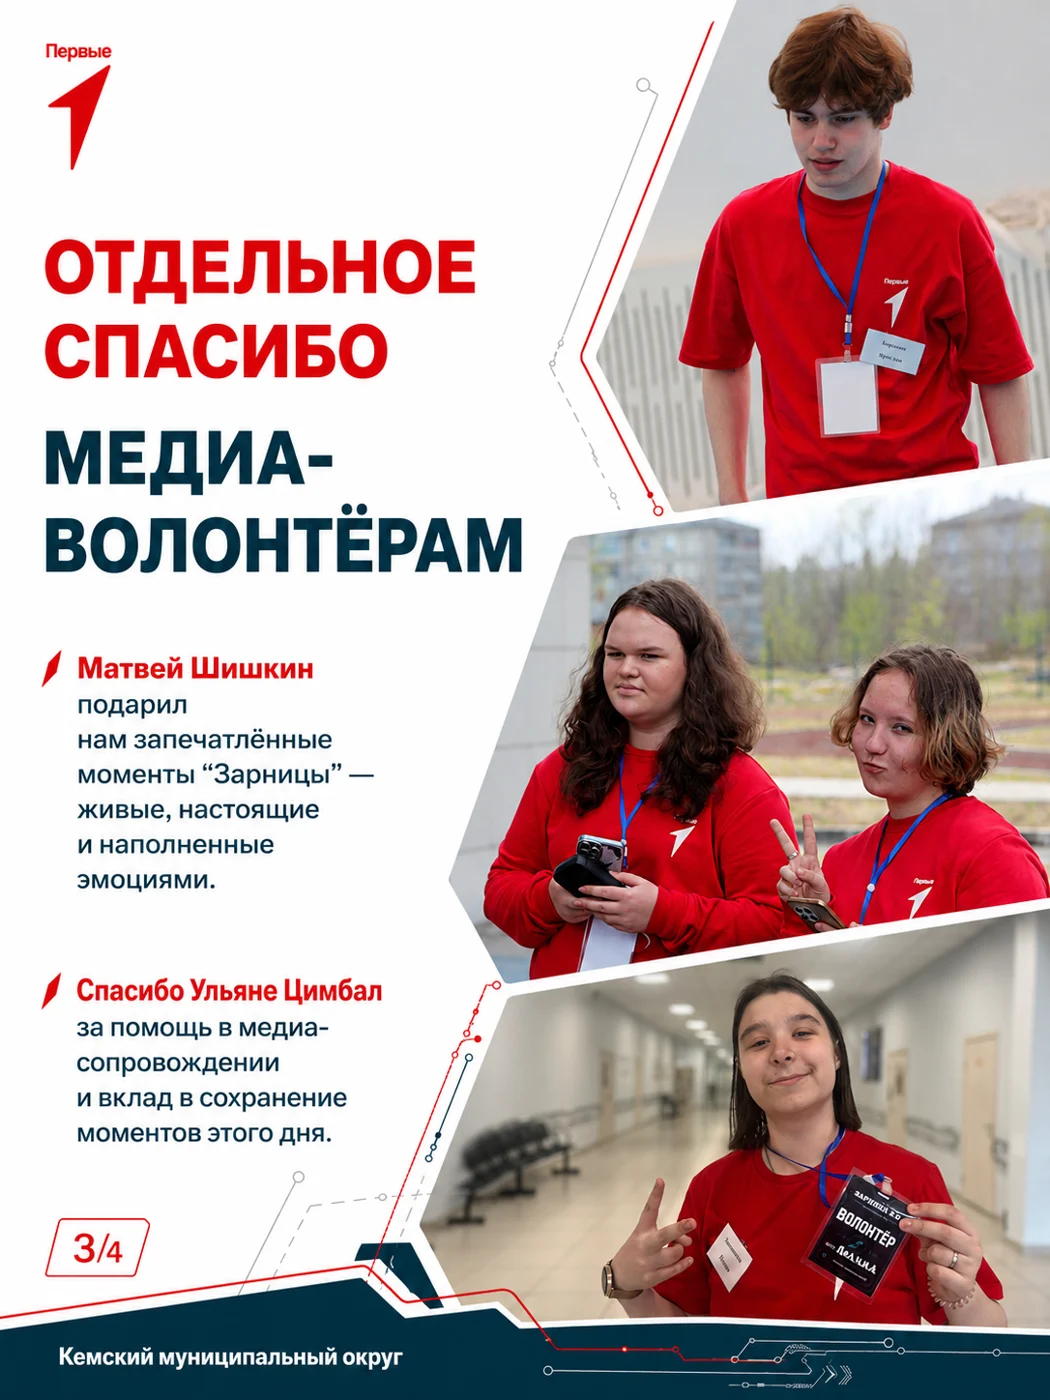 Первые
ОТДЕЛЬНОЕ
СПАСИБО
МЕДИА-
ВОЛОНТЁРАМ
Матвей Шишкин
подарил
нам запечатлённые
моменты “Зарницы” —
живые, настоящие
и наполненные
эмоциями.
Спасибо Ульяне Цимбал
за помощь в медиа-
сопровождении
и вклад в сохранение
моментов этого дня.
3/4
Кемский муниципальный округ
Первые
Первые
ЗАРНИЦА 2.0
ВОЛОНТЁР